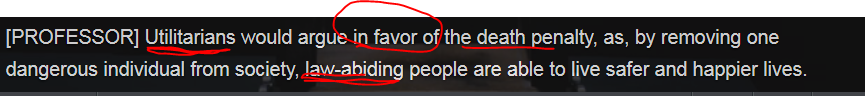 [PROFESSOR] Utilitarians would argue in favor of the death penalty, as, by removing one
dangerous individual from society, law-abiding people are able to live safer and happier lives.